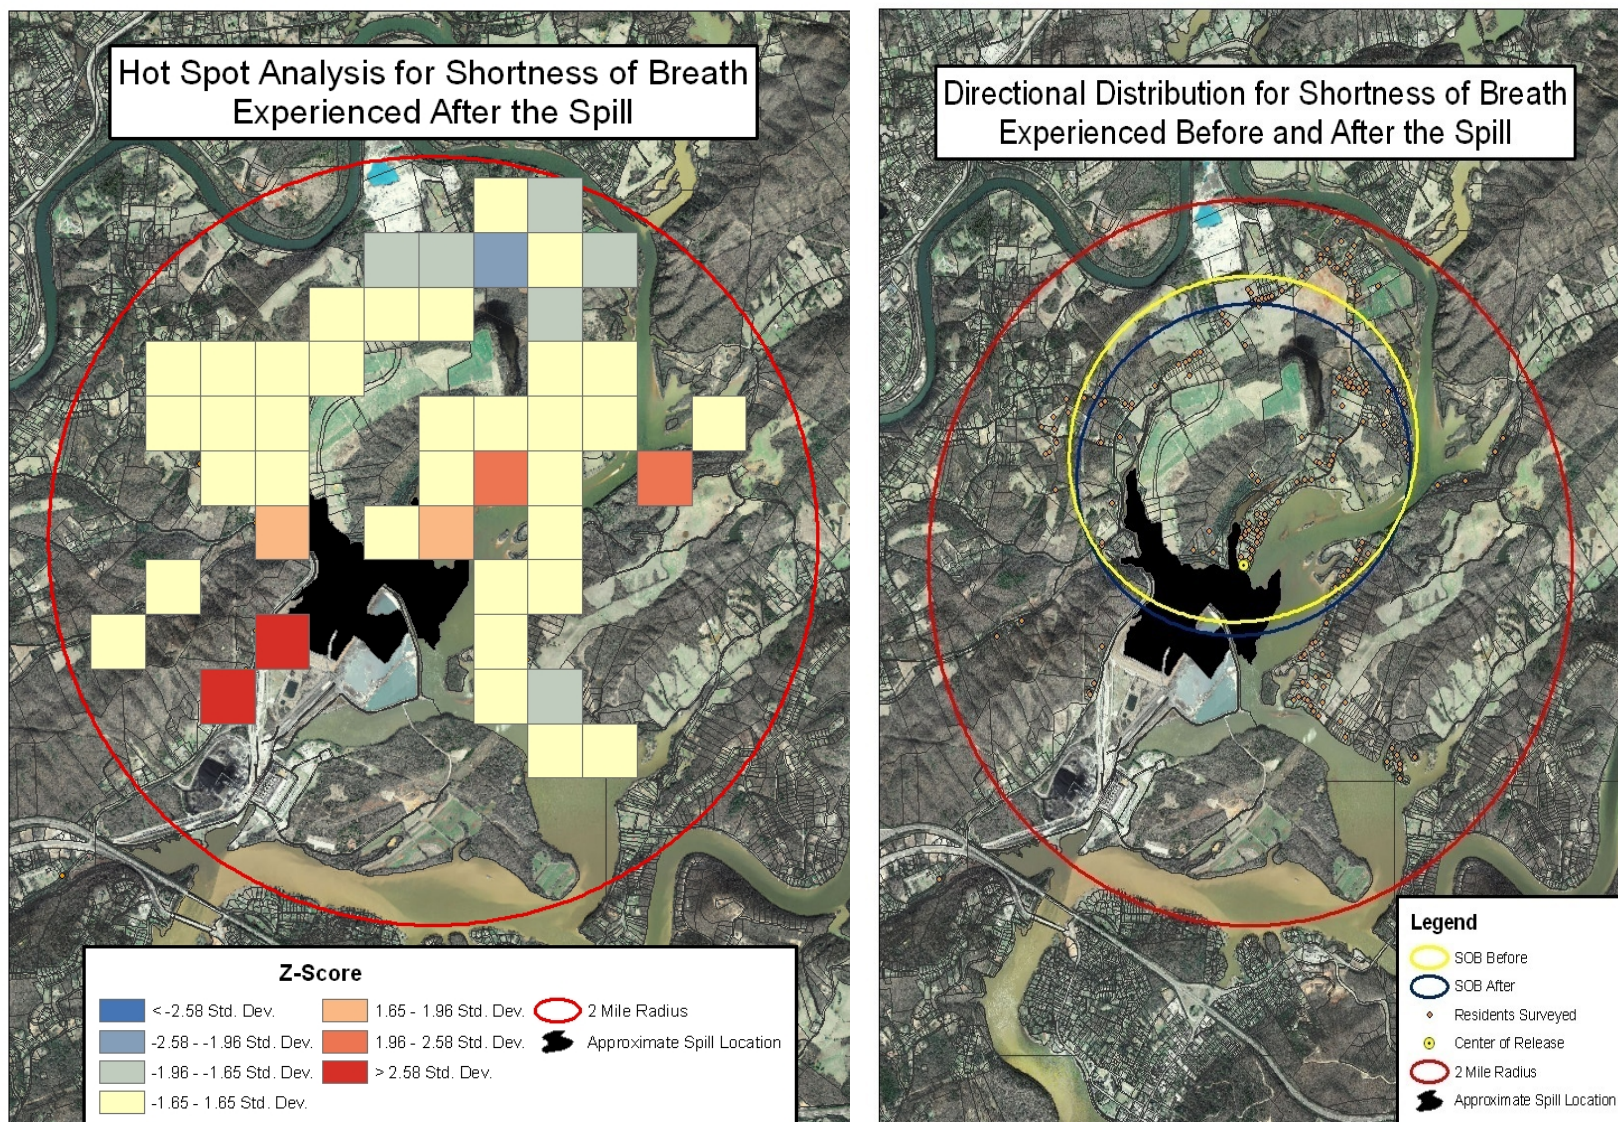 Hot Spot Analysis for Shortness of Breath
Experienced After the Spill
Z-Score
< -2.58 Std. Dev.
-2.58 - -1.96 Std. Dev.
-1.96 - -1.65 Std. Dev.
-1.65 - 1.65 Std. Dev.
1.65 - 1.96 Std. Dev.
1.96 - 2.58 Std. Dev.
> 2.58 Std. Dev.
2 Mile Radius
Approximate Spill Location
Directional Distribution for Shortness of Breath
Experienced Before and After the Spill
Legend
SOB Before
SOB After
Residents Surveyed
Center of Release
2 Mile Radius
Approximate Spill Location